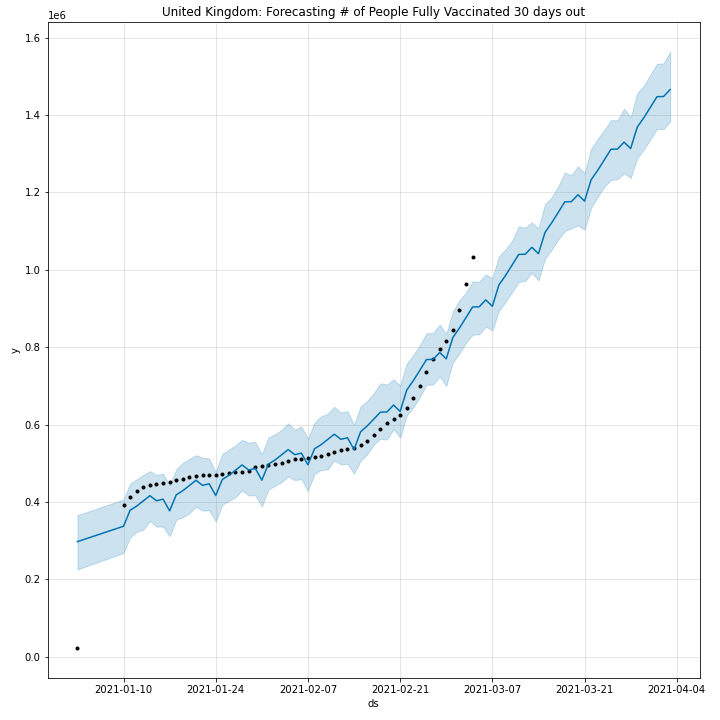 United Kingdom: Forecasting # of People Fully Vaccinated 30 days out
1e6
1.6
1.4
1.2
1.0
0.8
0.6
0.4
0.2
0.0
y
2021-01-10 2021-01-24 2021-02-07 2021-02-21 2021-03-07 2021-03-21 2021-04-04
ds